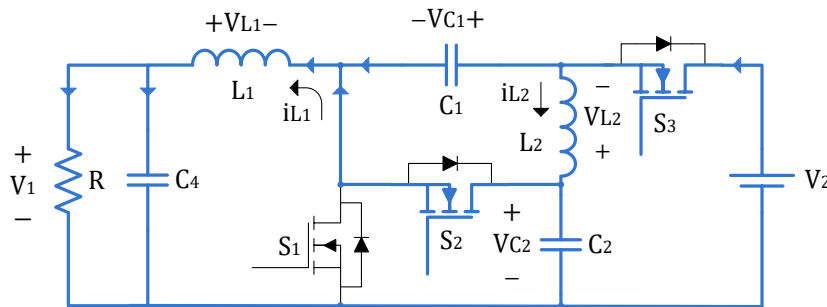 +VL1−
−VC1+
L1
iL1
C1
iL2
−
VL2
+
L2
S3
+
V1
−
R
C4
S1
S2
+
VC2
−
C2
V2